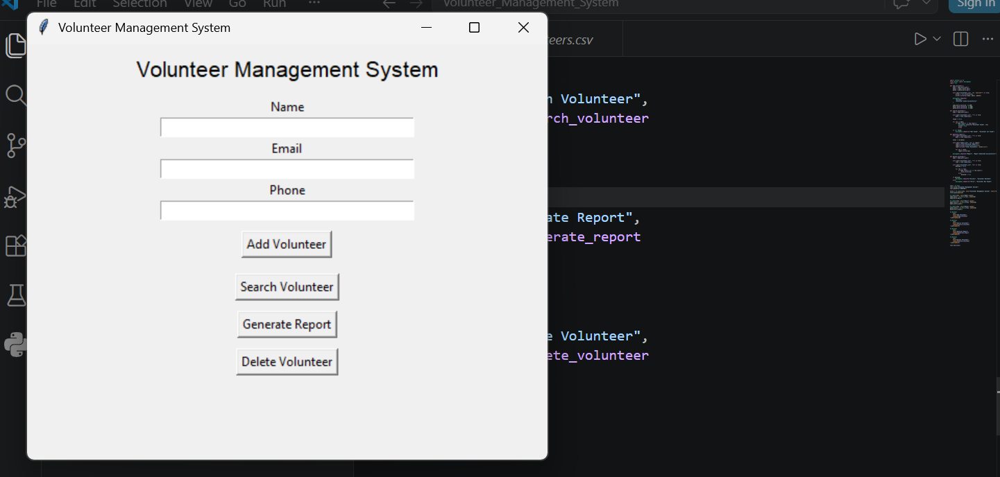 File Edit Selection View Go Run ···
Volunteer_Management_System
Sign In
Volunteer Management System
Volunteer Management System
Name
Email
Phone
Add Volunteer
Search Volunteer
Generate Report
Delete Volunteer
eers.csv
Volunteer",
rch_volunteer
ate Report",
erate_report
e Volunteer",
ete_volunteer